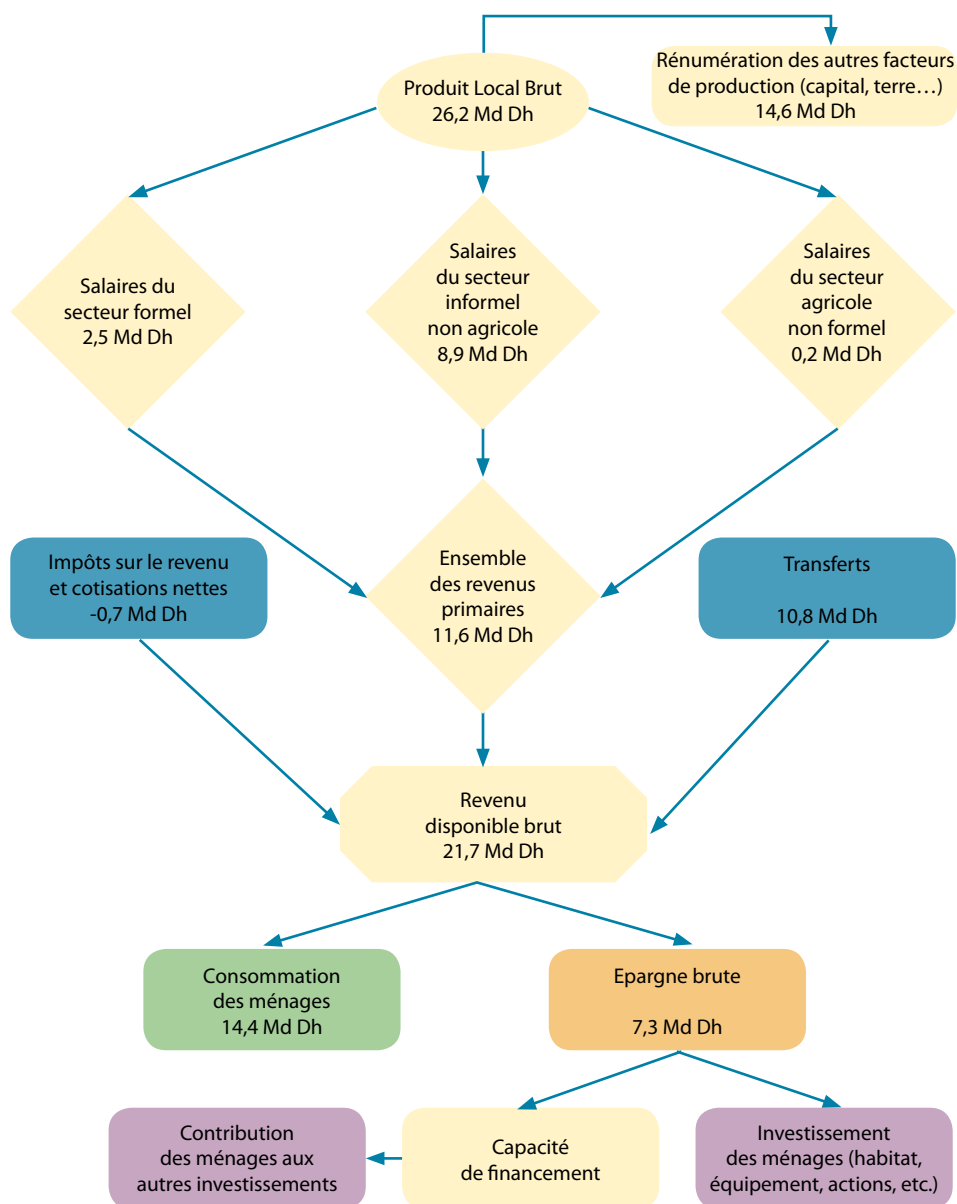 Produit Local Brut
26,2 Md Dh
Rénumération des autres facteurs
de production (capital, terre…)
14,6 Md Dh
Salaires du
secteur formel
2,5 Md Dh
Salaires
du secteur
informel
non agricole
8,9 Md Dh
Salaires
du secteur
agricole
non formel
0,2 Md Dh
Impôts sur le revenu
et cotisations nettes
-0,7 Md Dh
Ensemble
des revenus
primaires
11,6 Md Dh
Transferts
10,8 Md Dh
Revenu
disponible brut
21,7 Md Dh
Consommation
des ménages
14,4 Md Dh
Epargne brute
7,3 Md Dh
Contribution
des ménages aux
autres investissements
Capacité
de financement
Investissement
des ménages (habitat,
équipement, actions, etc.)